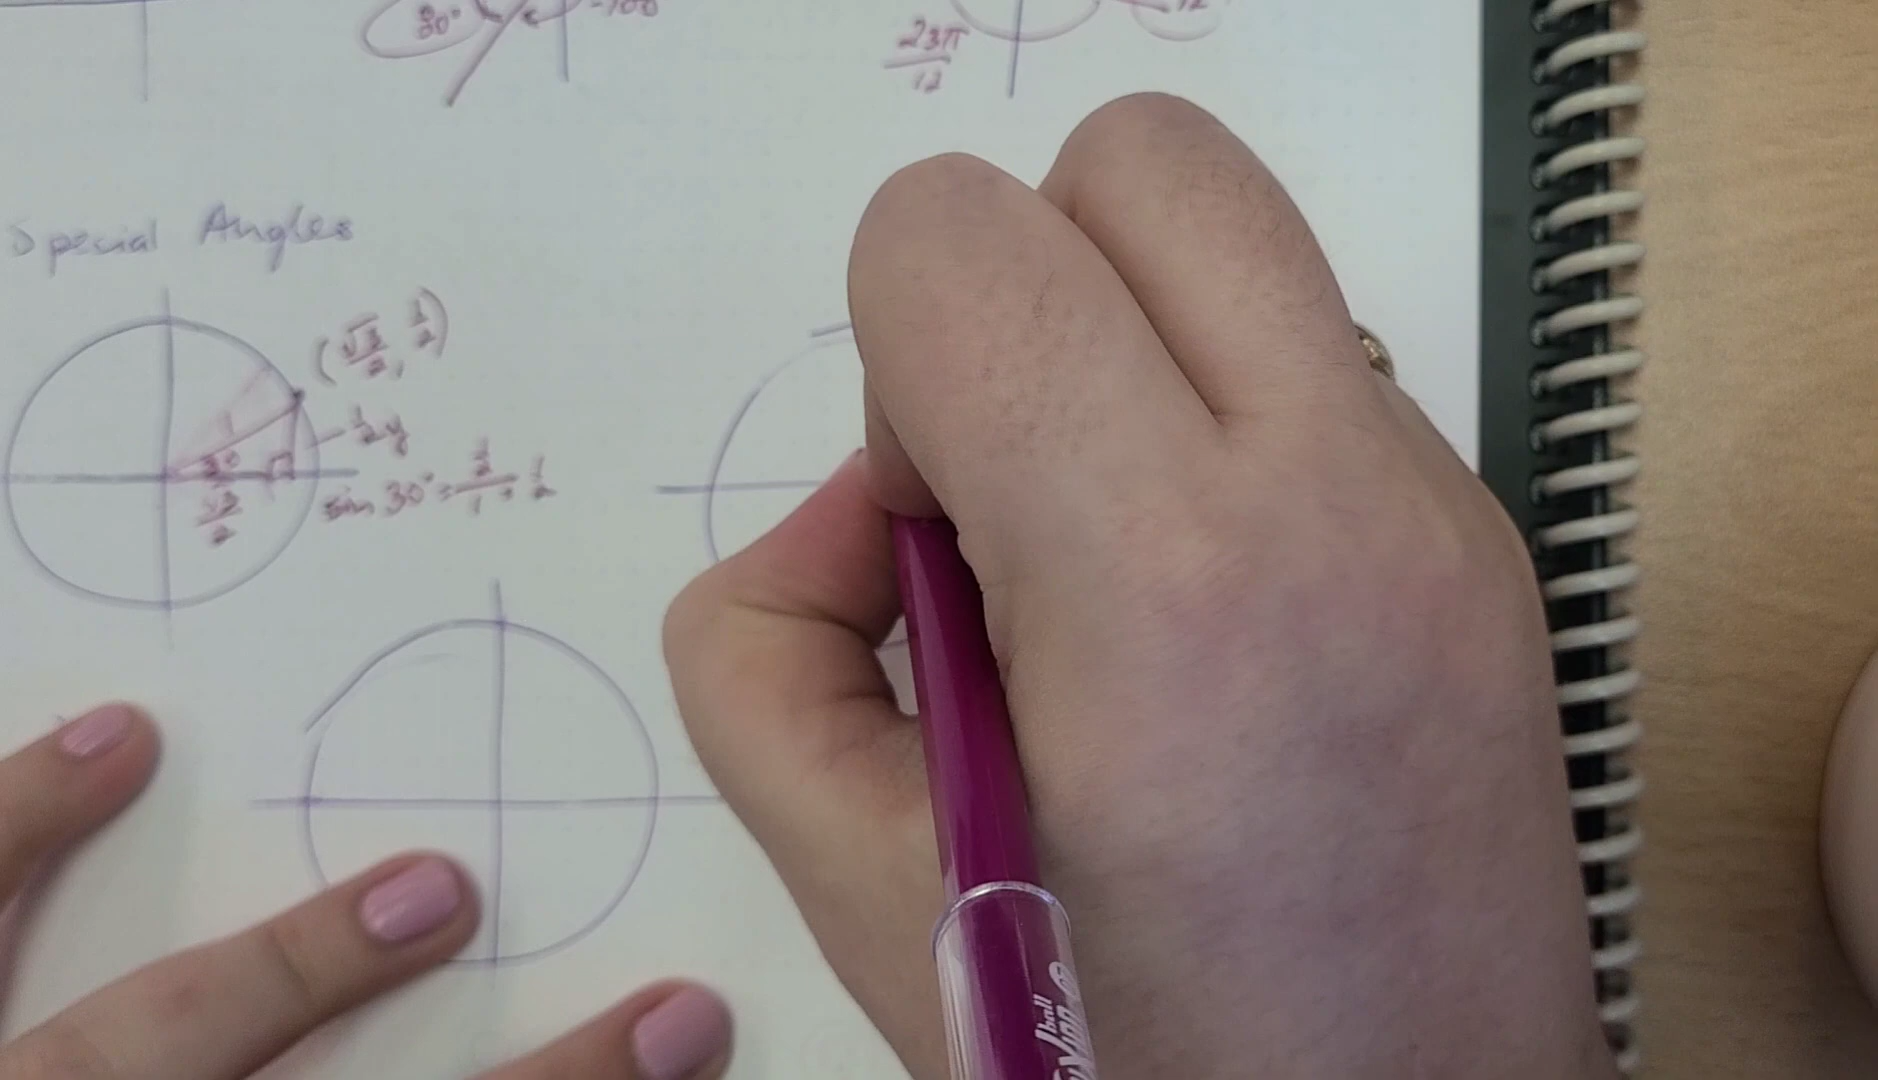 30°
23π
12
Special Angles
(√3/2, 1/2)
1
1/2 y
30
√3/2
sin 30° = 1/2 / 1 = 1/2
ball